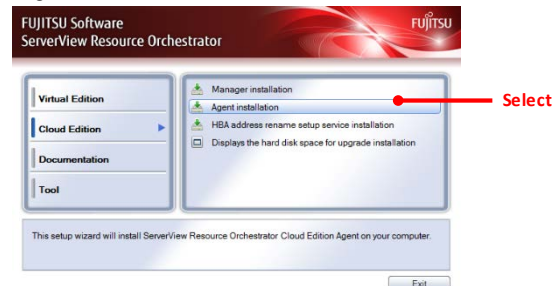 FUJITSU Software
ServerView Resource Orchestrator
FUJITSU
Virtual Edition
Cloud Edition
Documentation
Tool
Manager installation
Agent installation
HBA address rename setup service installation
Displays the hard disk space for upgrade installation
Select
This setup wizard will install ServerView Resource Orchestrator Cloud Edition Agent on your computer.
Exit